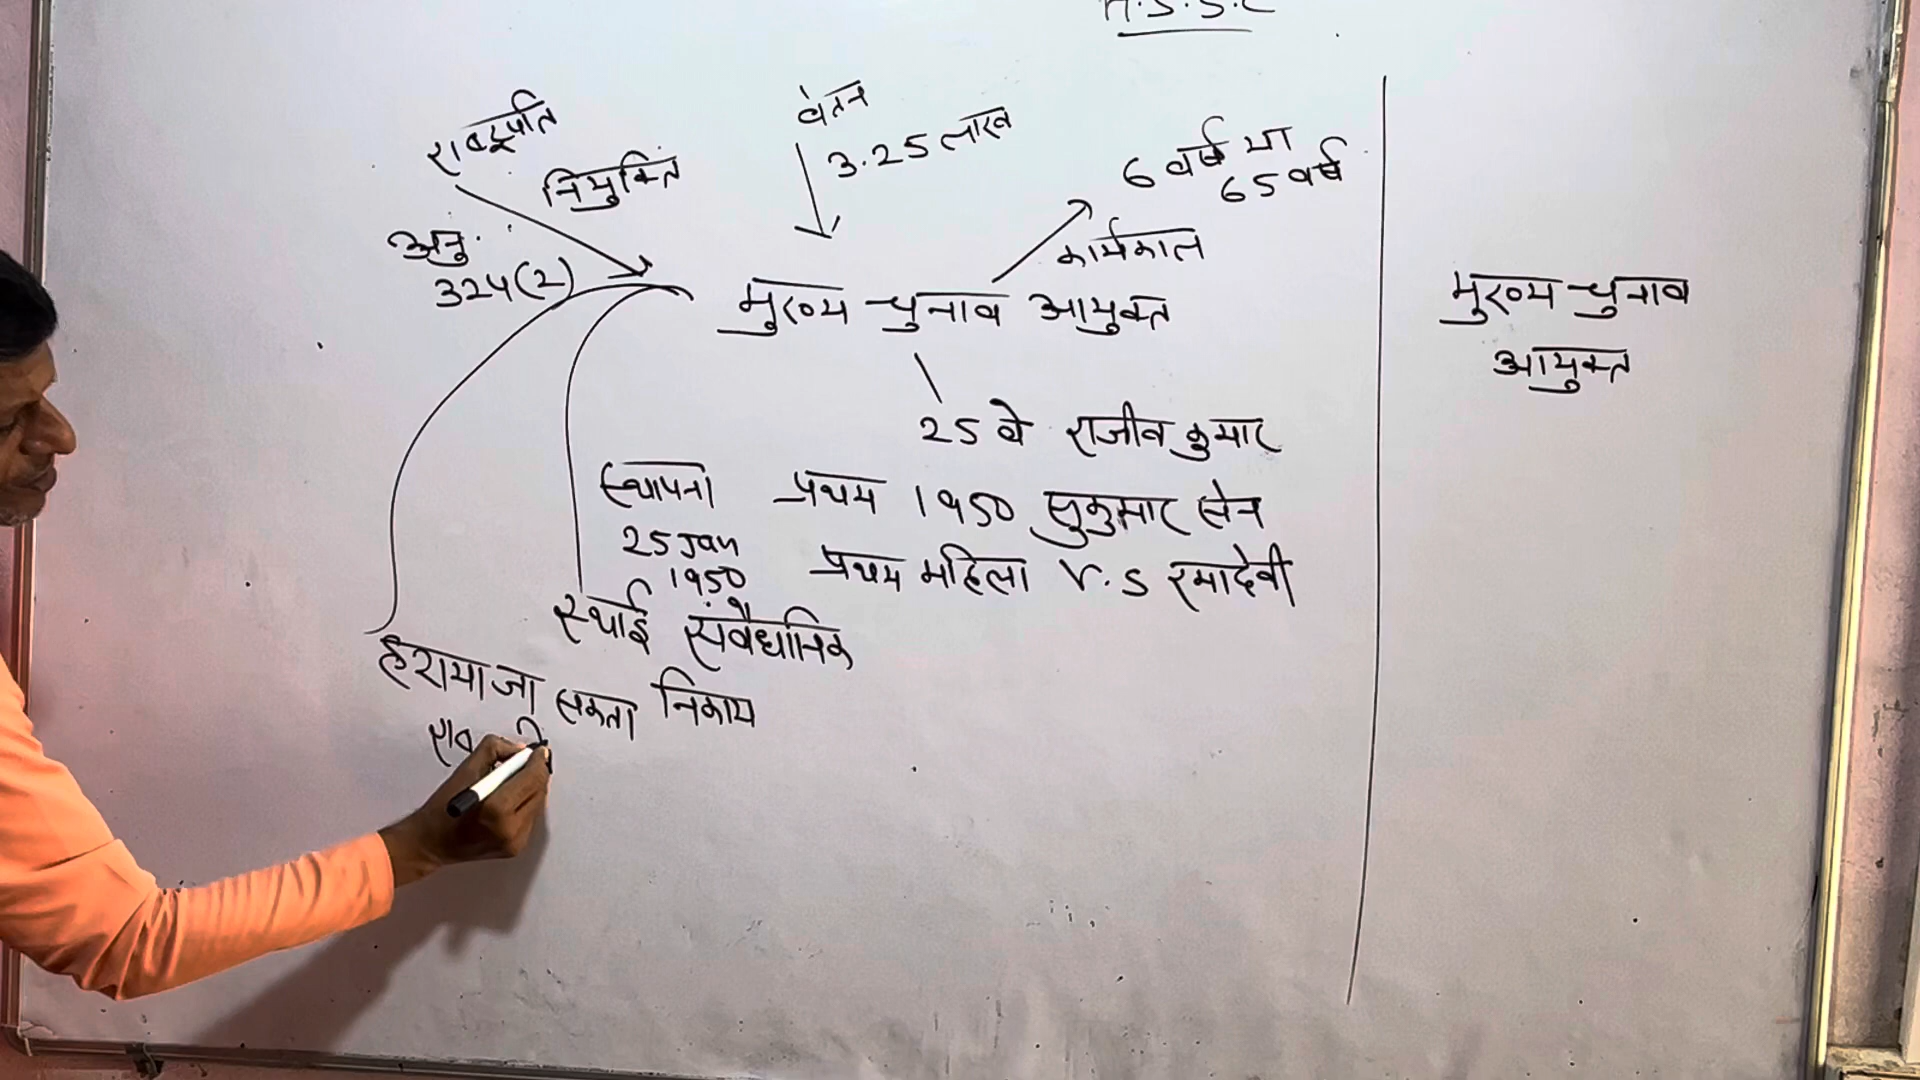 H.S.S.C
राष्ट्रपति
नियुक्ति
अनु.
324(2)
वेतन
3.25 लाख
6 वर्ष या
65 वर्ष
कार्यकाल
मुख्य चुनाव आयुक्त
25 वे राजीव कुमार
स्थापना
25 Jan
1950
प्रथम 1950 सुकुमार सेन
प्रथम महिला V.S रमादेवी
स्थाई संवैधानिक
निकाय
हटाया जा सकता
मुख्य चुनाव
आयुक्त